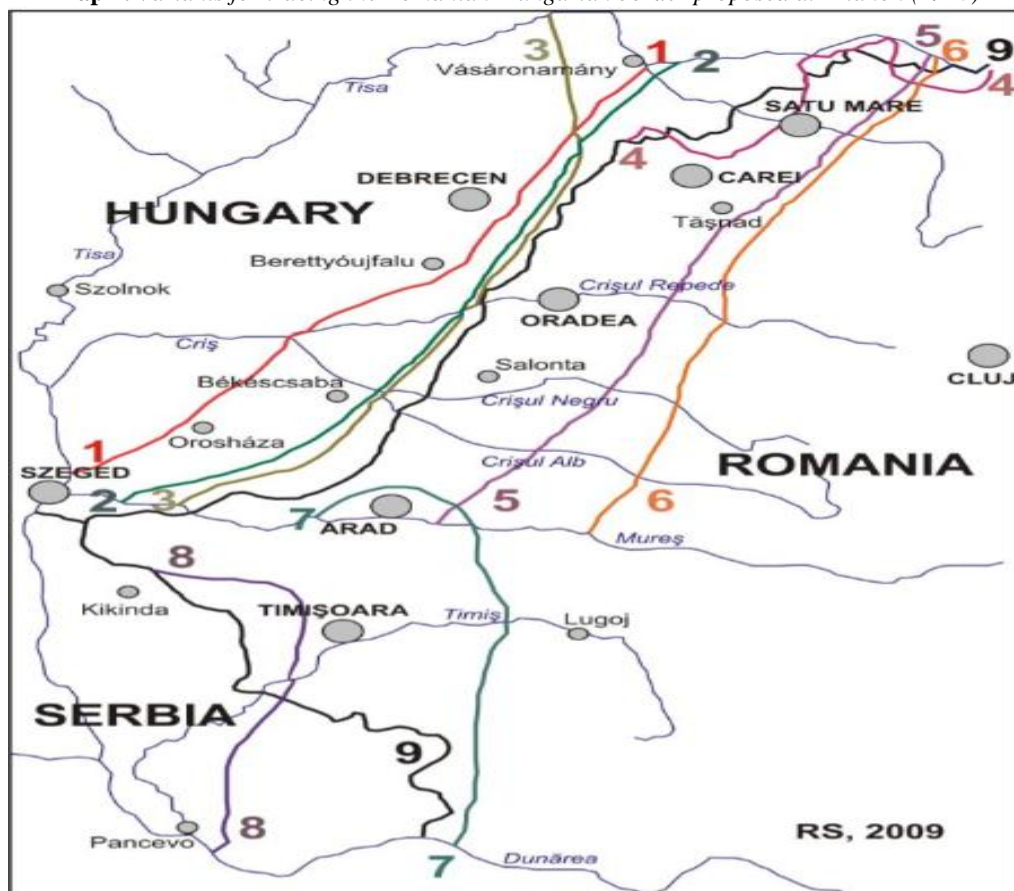 3
1
2
5
6
9
Vásáronamány
4
Tisa
SATU MARE
4
DEBRECEN
CAREI
HUNGARY
Tăşnad
Tisa
Berettyóujfalu
Szolnok
Crişul Repede
ORADEA
Criş
Salonta
CLUJ
Békescsaba
Crişul Negru
Orosháza
1
Crişul Alb
ROMANIA
SZEGED
2
3
5
6
7
ARAD
Mureş
8
Kikinda
TIMIŞOARA
Timiş
Lugoj
SERBIA
9
8
RS, 2009
Pancevo
7
Dunărea